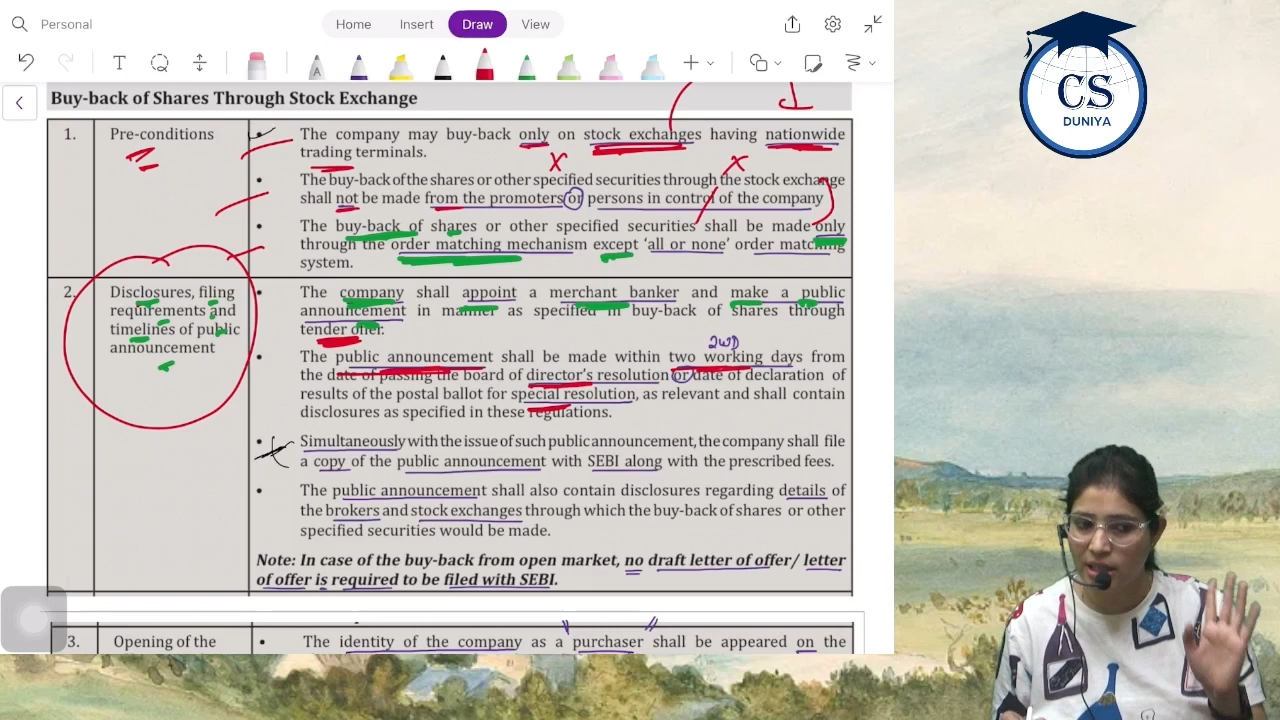 Personal
Home Insert Draw View
T
A
Buy-back of Shares Through Stock Exchange
1. Pre-conditions
• The company may buy-back only on stock exchanges having nationwide
trading terminals.
• The buy-back of the shares or other specified securities through the stock exchange
shall not be made from the promoters or persons in control of the company
• The buy-back of shares or other specified securities shall be made only
through the order matching mechanism except ‘all or none’ order matching
system.
2. Disclosures, filing
requirements and
timelines of public
announcement
• The company shall appoint a merchant banker and make a public
announcement in manner as specified in buy-back of shares through
tender offer.
2WD
• The public announcement shall be made within two working days from
the date of passing the board of director’s resolution or date of declaration of
results of the postal ballot for special resolution, as relevant and shall contain
disclosures as specified in these regulations.
• Simultaneously with the issue of such public announcement, the company shall file
a copy of the public announcement with SEBI along with the prescribed fees.
• The public announcement shall also contain disclosures regarding details of
the brokers and stock exchanges through which the buy-back of shares or other
specified securities would be made.
Note: In case of the buy-back from open market, no draft letter of offer/ letter
of offer is required to be filed with SEBI.
3. Opening of the
• The identity of the company as a purchaser shall be appeared on the
CS
DUNIYA